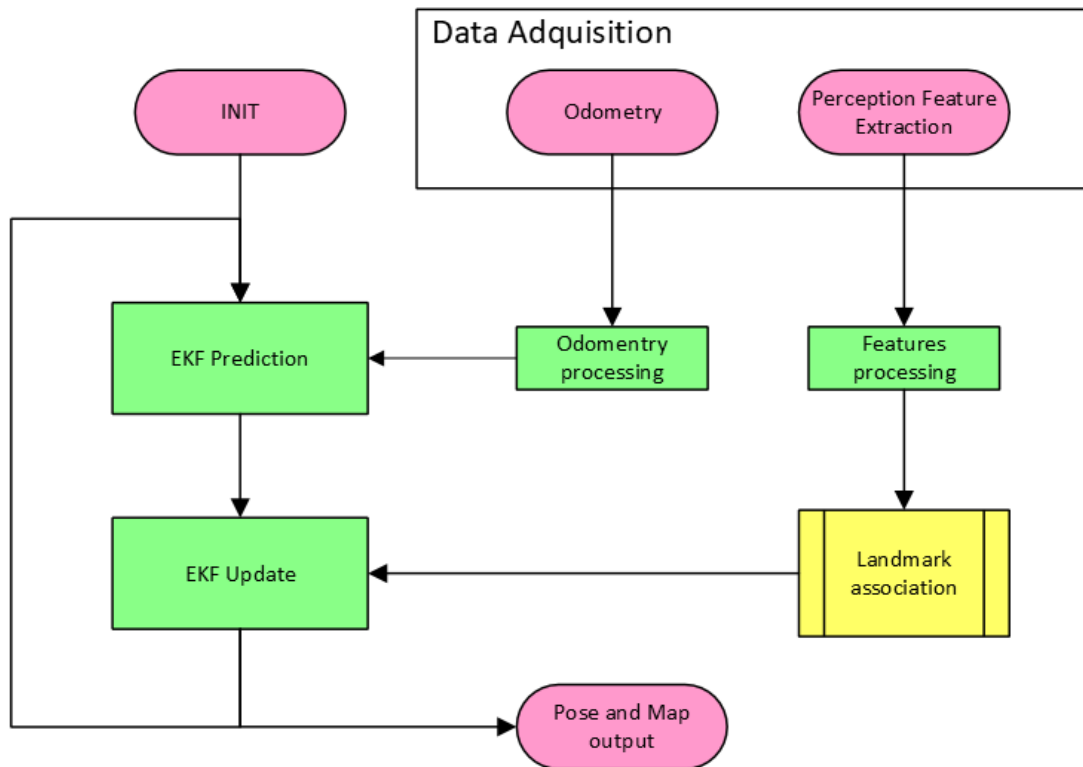 Data Adquisition
INIT
Odometry
Perception Feature
Extraction
EKF Prediction
Odomentry
processing
Features
processing
EKF Update
Landmark
association
Pose and Map
output